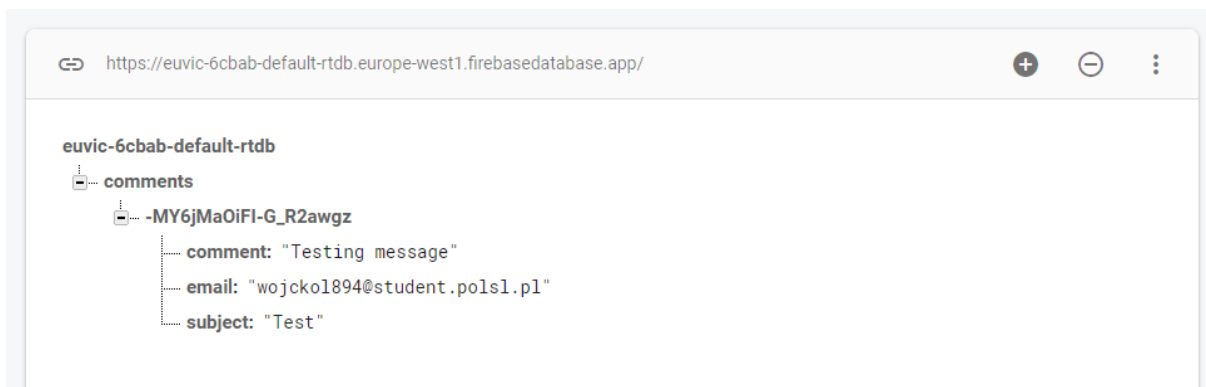 https://euvic-6cbab-default-rtdb.europe-west1.firebasedatabase.app/
euvic-6cbab-default-rtdb
comments
-MY6jMaOiFI-G_R2awgz
comment: "Testing message"
email: "wojckol894@student.polsl.pl"
subject: "Test"